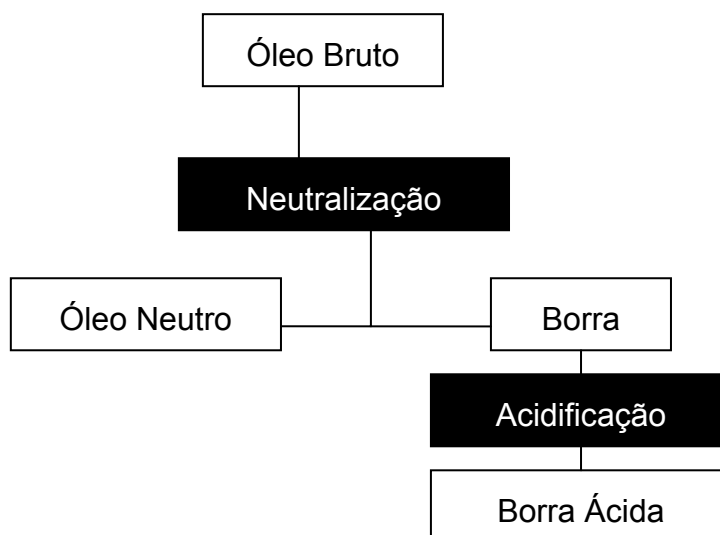 Óleo Bruto
Neutralização
Óleo Neutro
Borra
Acidificação
Borra Ácida